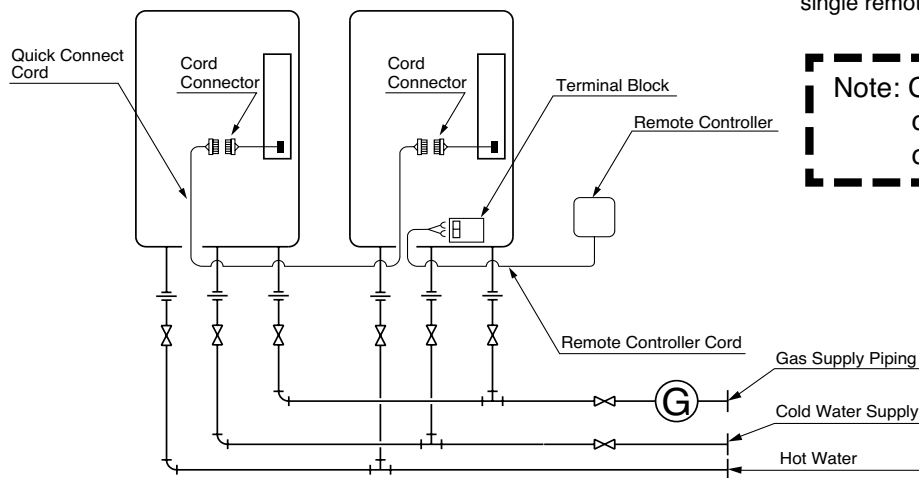 single remo
Quick Connect
Cord
Cord
Connector
Cord
Connector
Terminal Block
Remote Controller
Note: C
Remote Controller Cord
Gas Supply Piping
G
Cold Water Supply
Hot Water